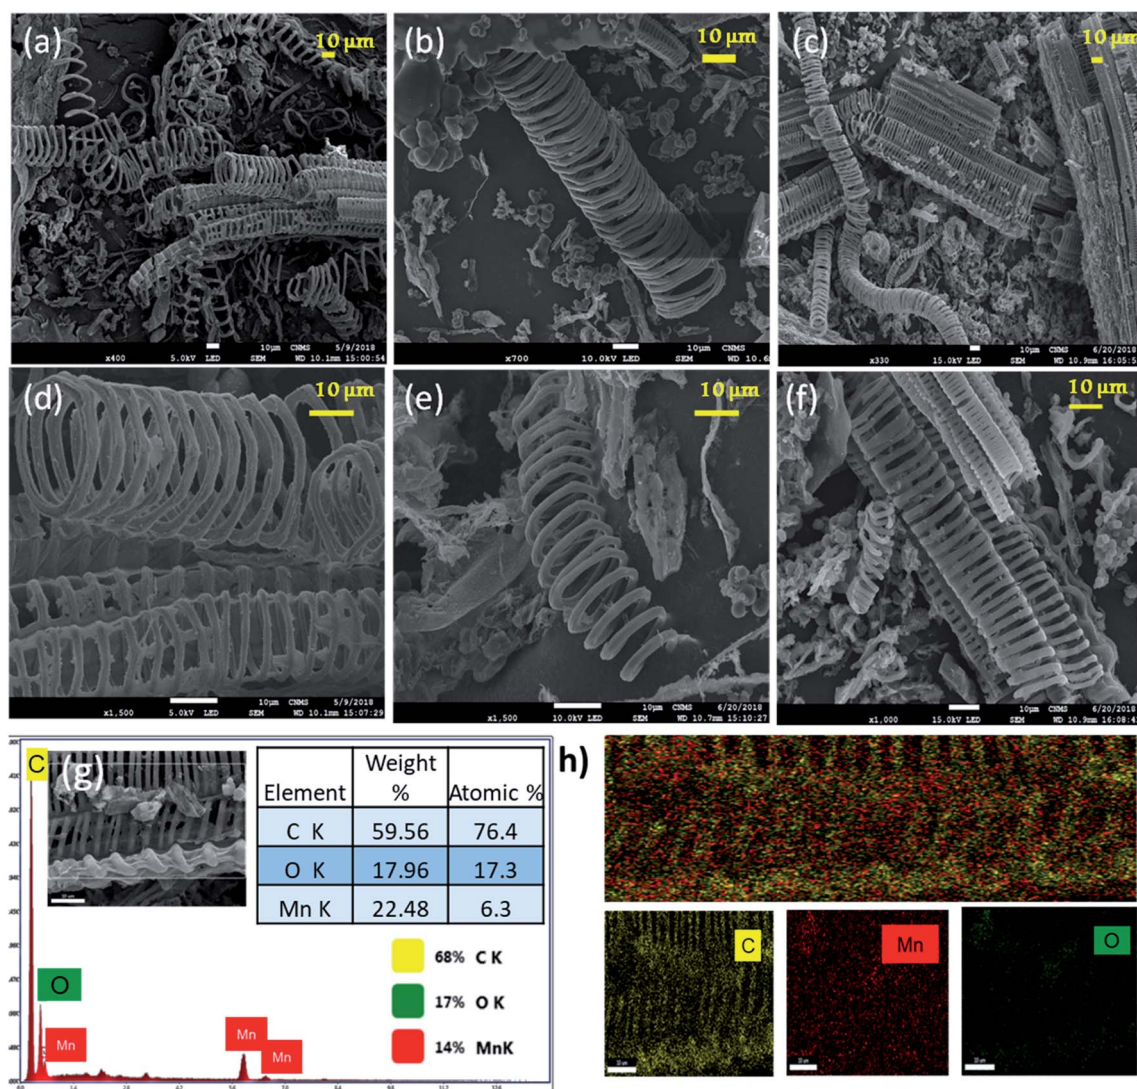 (a)
10 µm
10µm CNMS 5/9/2018
x400 5.0kV LED SEM WD 10.1mm 15:00:54
(b)
10 µm
10µm CNMS
x700 10.0kV LED SEM WD 10.6
(c)
10 µm
10µm CNMS 6/20/2018
x330 15.0kV LED SEM WD 10.9mm 16:05:5
(d)
10 µm
10µm CNMS 5/9/2018
x1,500 5.0kV LED SEM WD 10.1mm 15:07:29
(e)
10 µm
10µm CNMS 6/20/2018
x1,500 10.0kV LED SEM WD 10.7mm 15:10:27
(f)
10 µm
10µm CNMS 6/20/2018
x1,000 15.0kV LED SEM WD 10.9mm 16:08:4
(g)
C
O
Mn
Mn
Mn
Element Weight % Atomic %
C K 59.56 76.4
O K 17.96 17.3
Mn K 22.48 6.3
68% C K
17% O K
14% MnK
h)
C
Mn
O